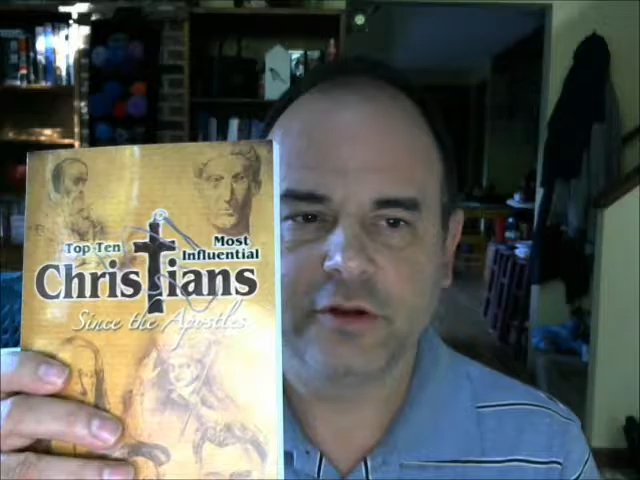 Top Ten Most
Influential
Christians
Since the Apostles